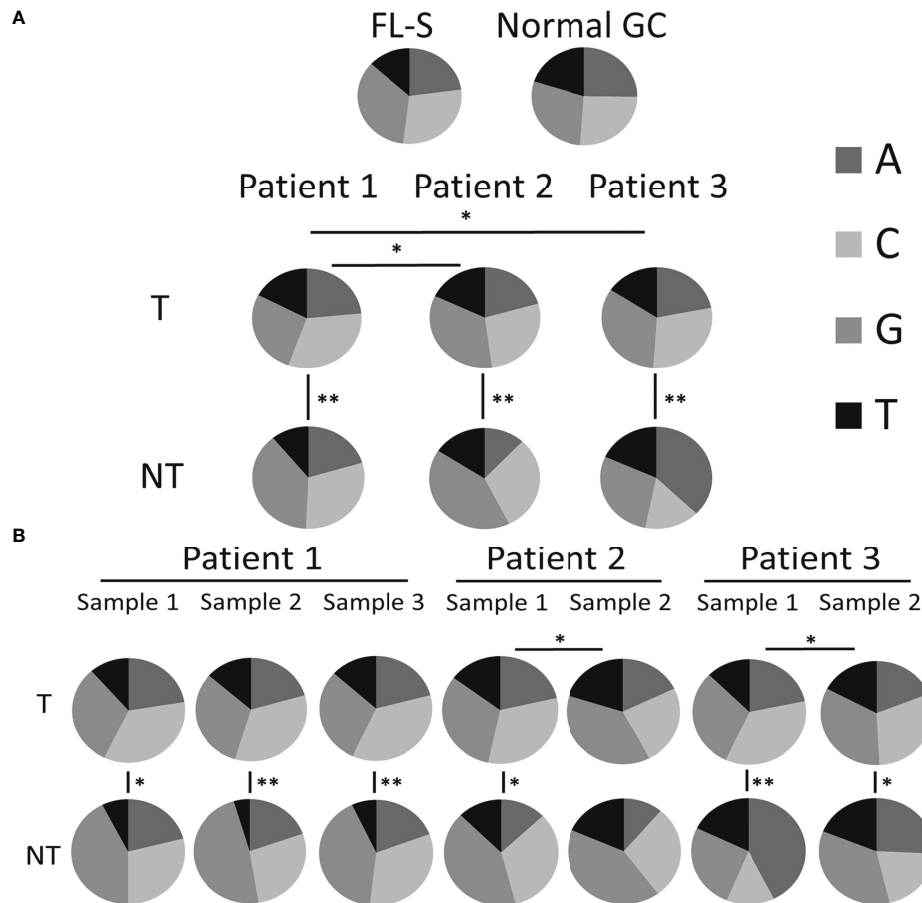 A
FL-S Normal GC
A
C
G
T
Patient 1 Patient 2 Patient 3
*
*
T
** ** **
NT
B
Patient 1 Patient 2 Patient 3
Sample 1 Sample 2 Sample 3 Sample 1 Sample 2 Sample 1 Sample 2
* *
T
* ** ** * ** *
NT